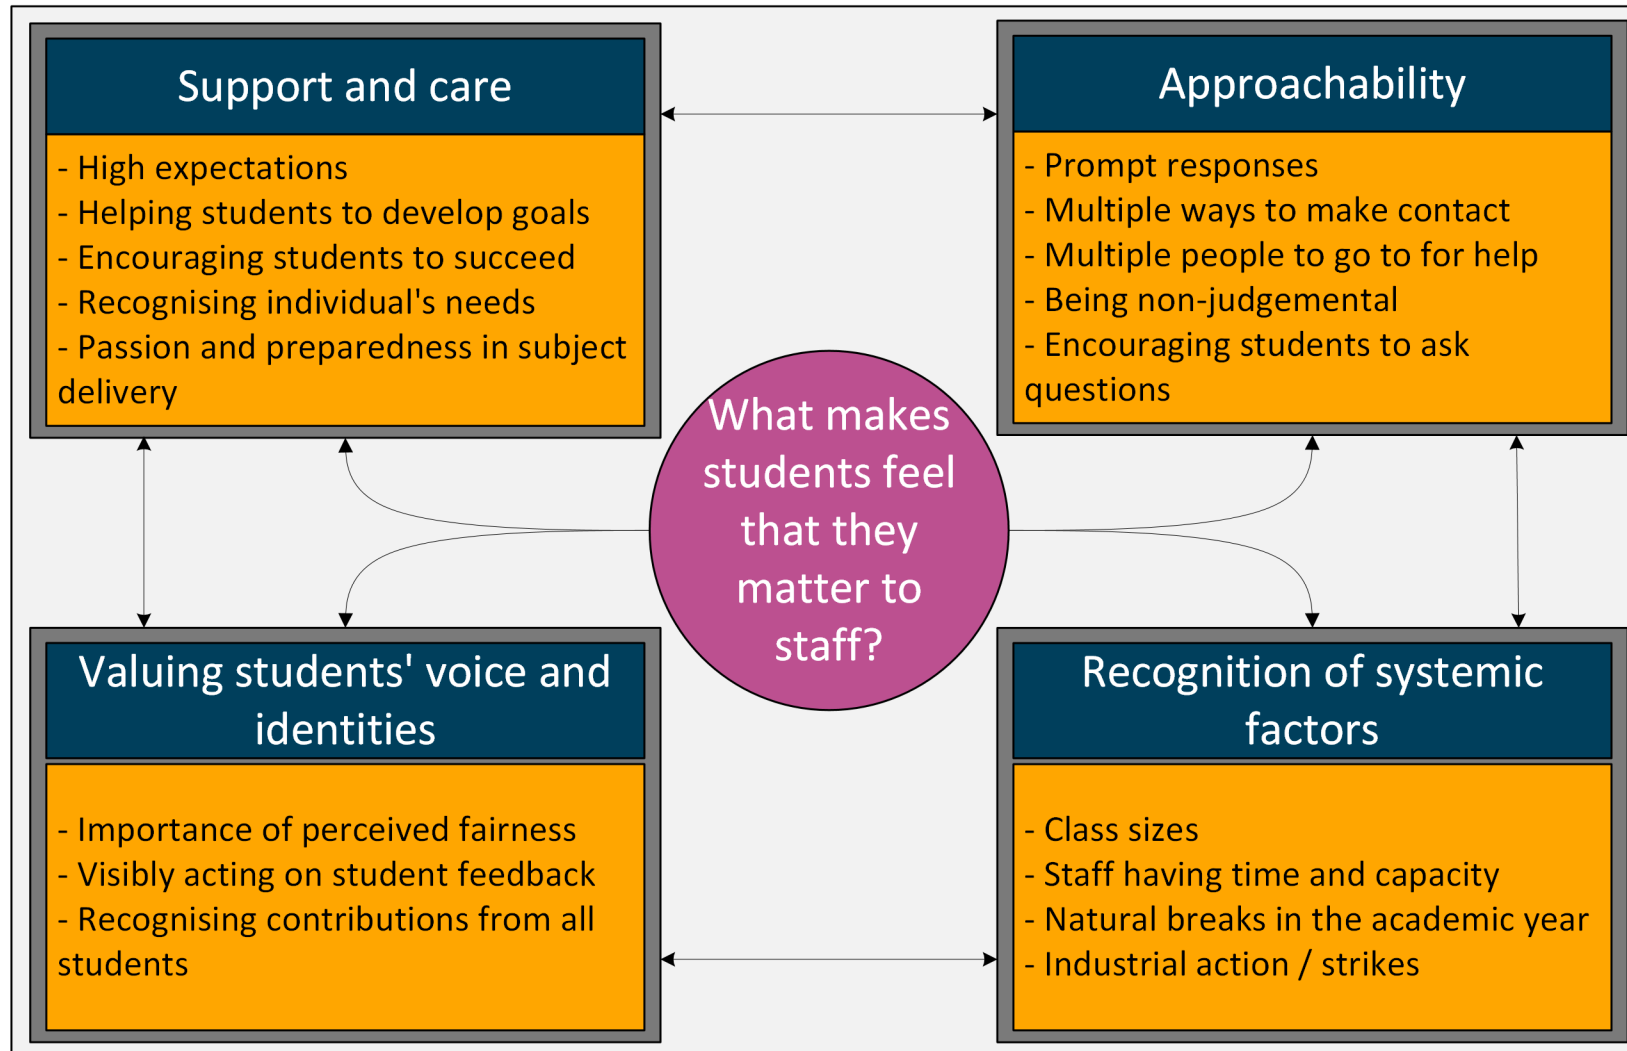 Support and care
- High expectations
- Helping students to develop goals
- Encouraging students to succeed
- Recognising individual's needs
- Passion and preparedness in subject
delivery
Approachability
- Prompt responses
- Multiple ways to make contact
- Multiple people to go to for help
- Being non-judgemental
- Encouraging students to ask
questions
What makes
students feel
that they
matter to
staff?
Valuing students' voice and
identities
- Importance of perceived fairness
- Visibly acting on student feedback
- Recognising contributions from all
students
Recognition of systemic
factors
- Class sizes
- Staff having time and capacity
- Natural breaks in the academic year
- Industrial action / strikes